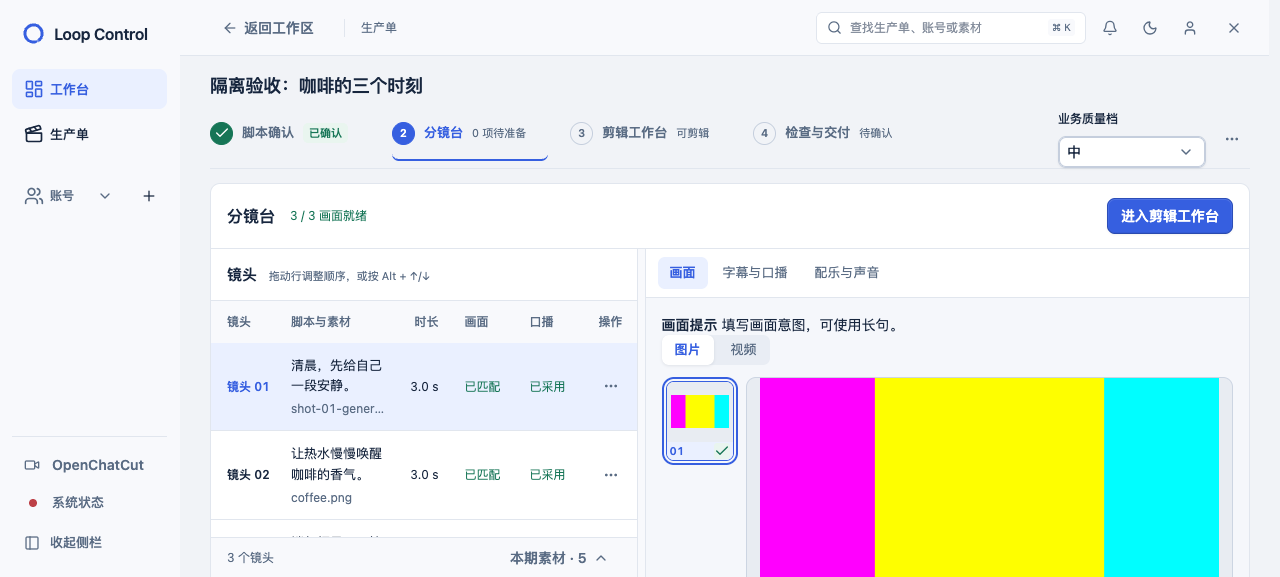 Loop Control
工作台
生产单
账号
OpenChatCut
系统状态
收起侧栏
返回工作区
生产单
查找生产单、账号或素材
⌘ K
隔离验收：咖啡的三个时刻
脚本确认 已确认
2 分镜台 0 项待准备
3 剪辑工作台 可剪辑
4 检查与交付 待确认
业务质量档
中
分镜台 3 / 3 画面就绪
进入剪辑工作台
镜头 拖动行调整顺序，或按 Alt + ↑/↓
镜头 脚本与素材 时长 画面 口播 操作
镜头 01
清晨，先给自己
一段安静。
shot-01-gener...
3.0 s
已匹配
已采用
镜头 02
让热水慢慢唤醒
咖啡的香气。
coffee.png
3.0 s
已匹配
已采用
3 个镜头
本期素材 · 5
画面 字幕与口播 配乐与声音
画面提示 填写画面意图，可使用长句。
图片 视频
01